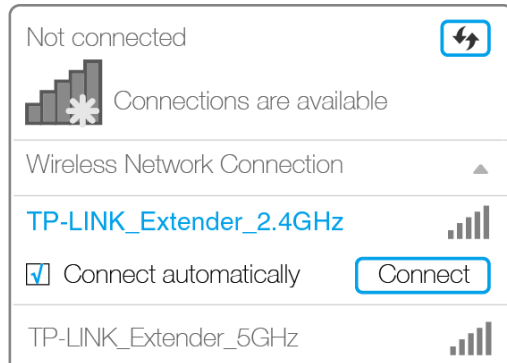 Not connected
Connections are available
Wireless Network Connection
TP-LINK_Extender_2.4GHz
Connect automatically
Connect
TP-LINK_Extender_5GHz